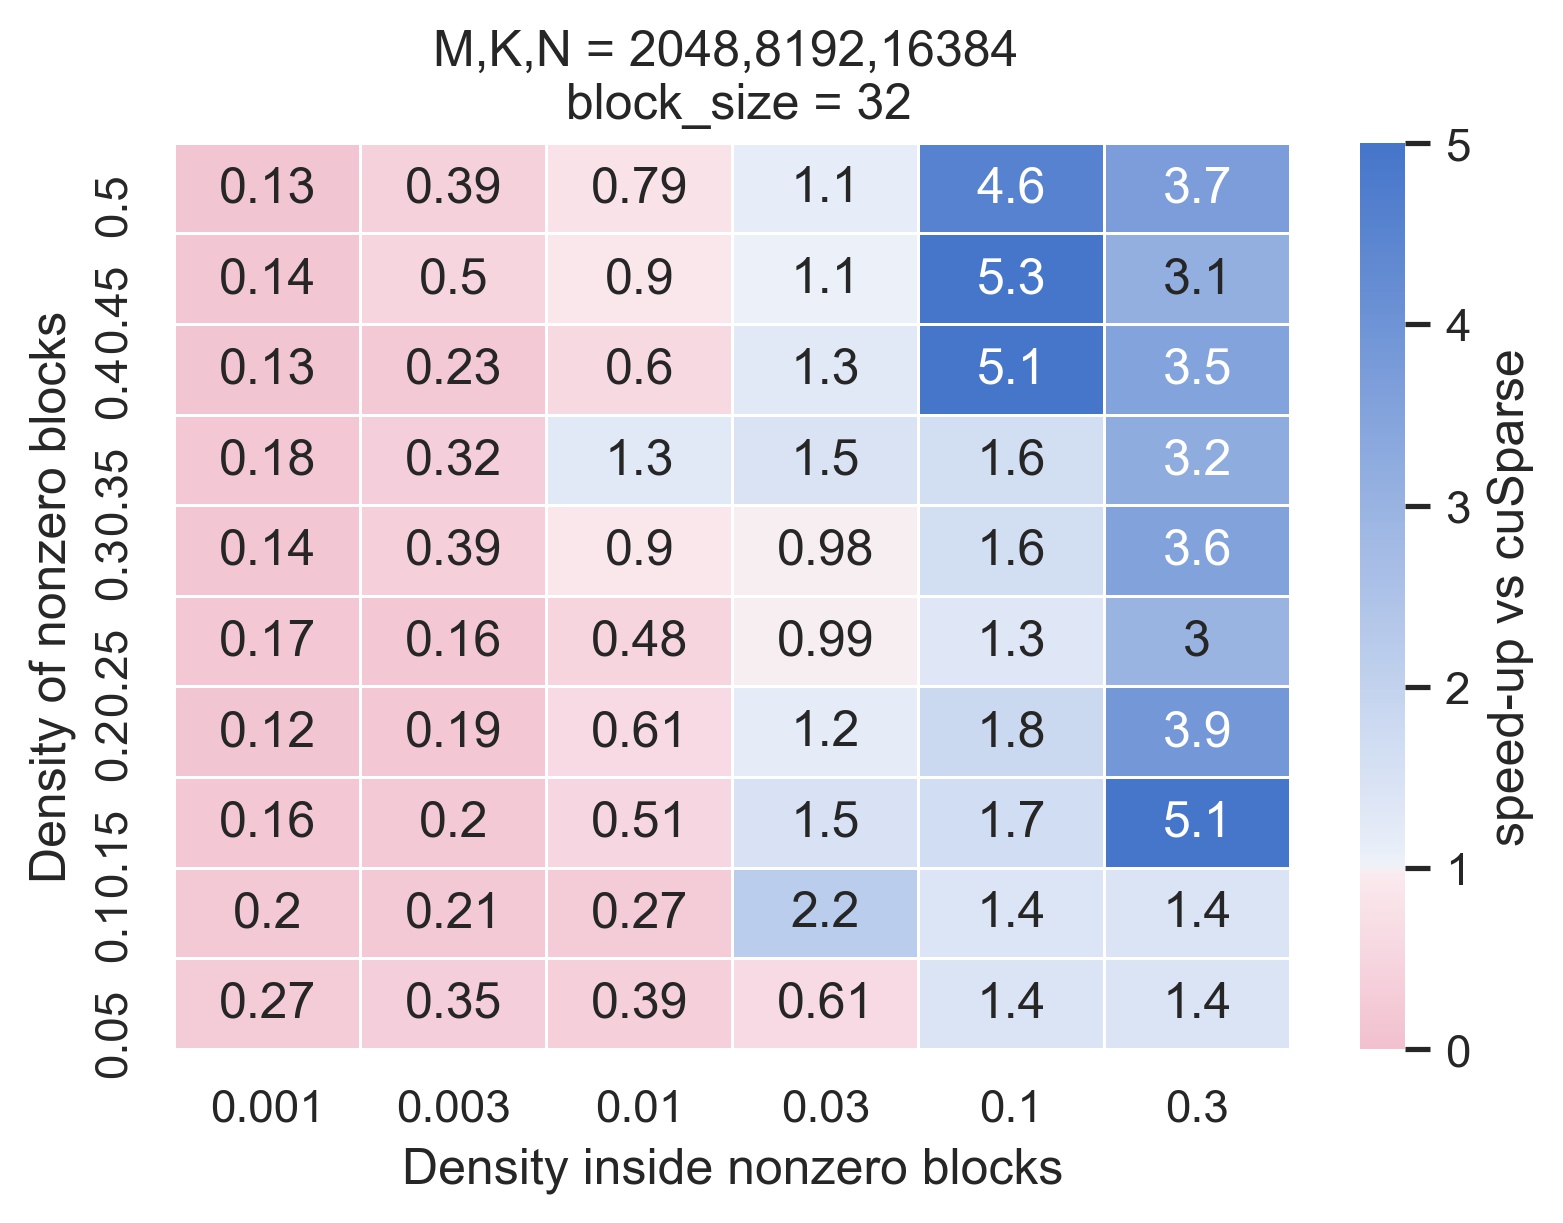 M,K,N = 2048,8192,16384
block_size = 32
Density of nonzero blocks
0.5 0.13 0.39 0.79 1.1 4.6 3.7
0.45 0.14 0.5 0.9 1.1 5.3 3.1
0.4 0.13 0.23 0.6 1.3 5.1 3.5
0.35 0.18 0.32 1.3 1.5 1.6 3.2
0.30 0.14 0.39 0.9 0.98 1.6 3.6
0.25 0.17 0.16 0.48 0.99 1.3 3
0.20 0.12 0.19 0.61 1.2 1.8 3.9
0.15 0.16 0.2 0.51 1.5 1.7 5.1
0.10 0.2 0.21 0.27 2.2 1.4 1.4
0.05 0.27 0.35 0.39 0.61 1.4 1.4
0.001 0.003 0.01 0.03 0.1 0.3
Density inside nonzero blocks
5
4
3
2
1
0
speed-up vs cuSparse